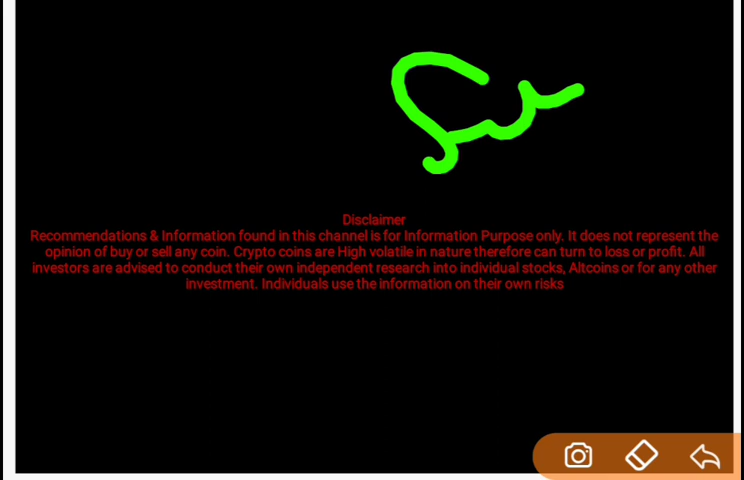 Disclaimer
Recommendations & Information found in this channel is for Information Purpose only. It does not represent the
opinion of buy or sell any coin. Crypto coins are High volatile in nature therefore can turn to loss or profit. All
investors are advised to conduct their own independent research into individual stocks, Altcoins or for any other
investment. Individuals use the information on their own risks